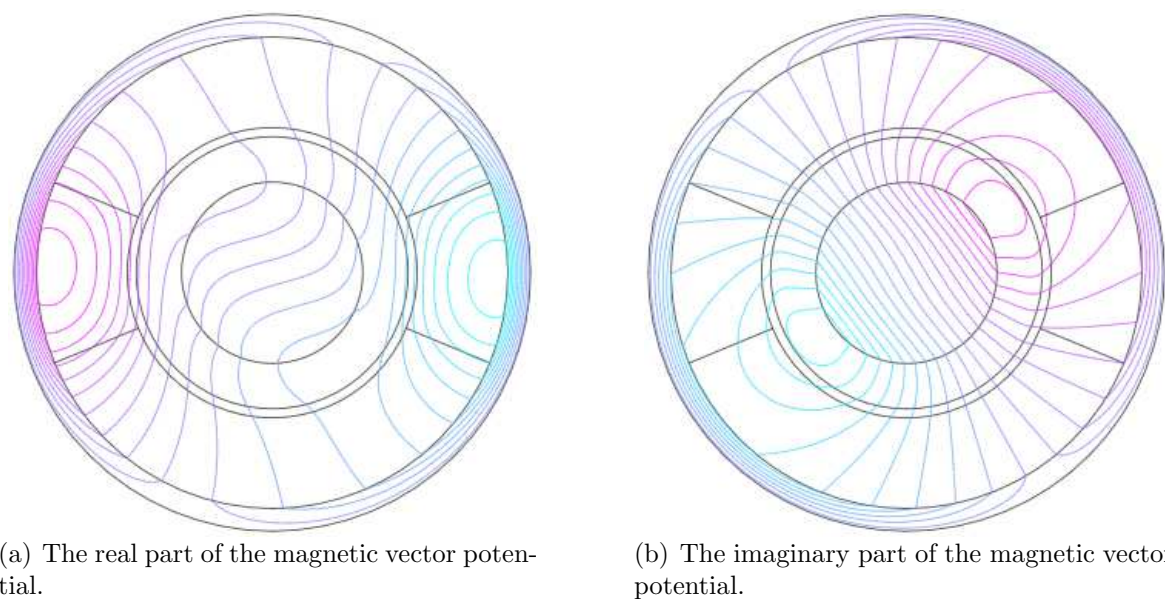 (a) The real part of the magnetic vector poten-
tial.
(b) The imaginary part of the magnetic vector
potential.